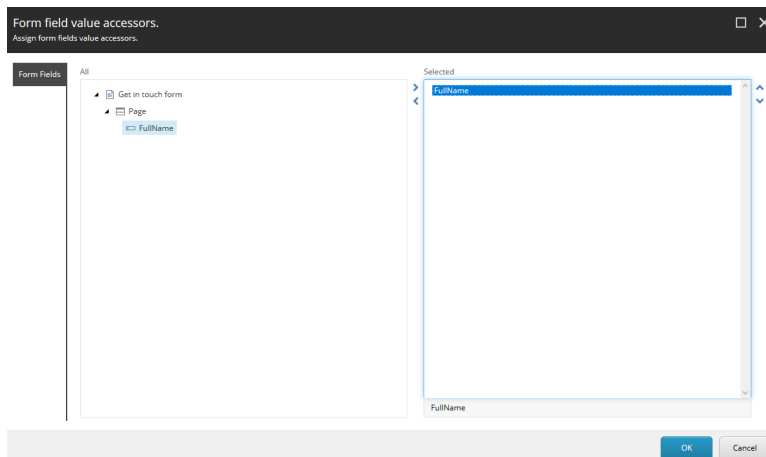 Form field value accessors.
Assign form fields value accessors.
Form Fields
All
Get in touch form
Page
FullName
Selected
FullName
FullName
OK
Cancel